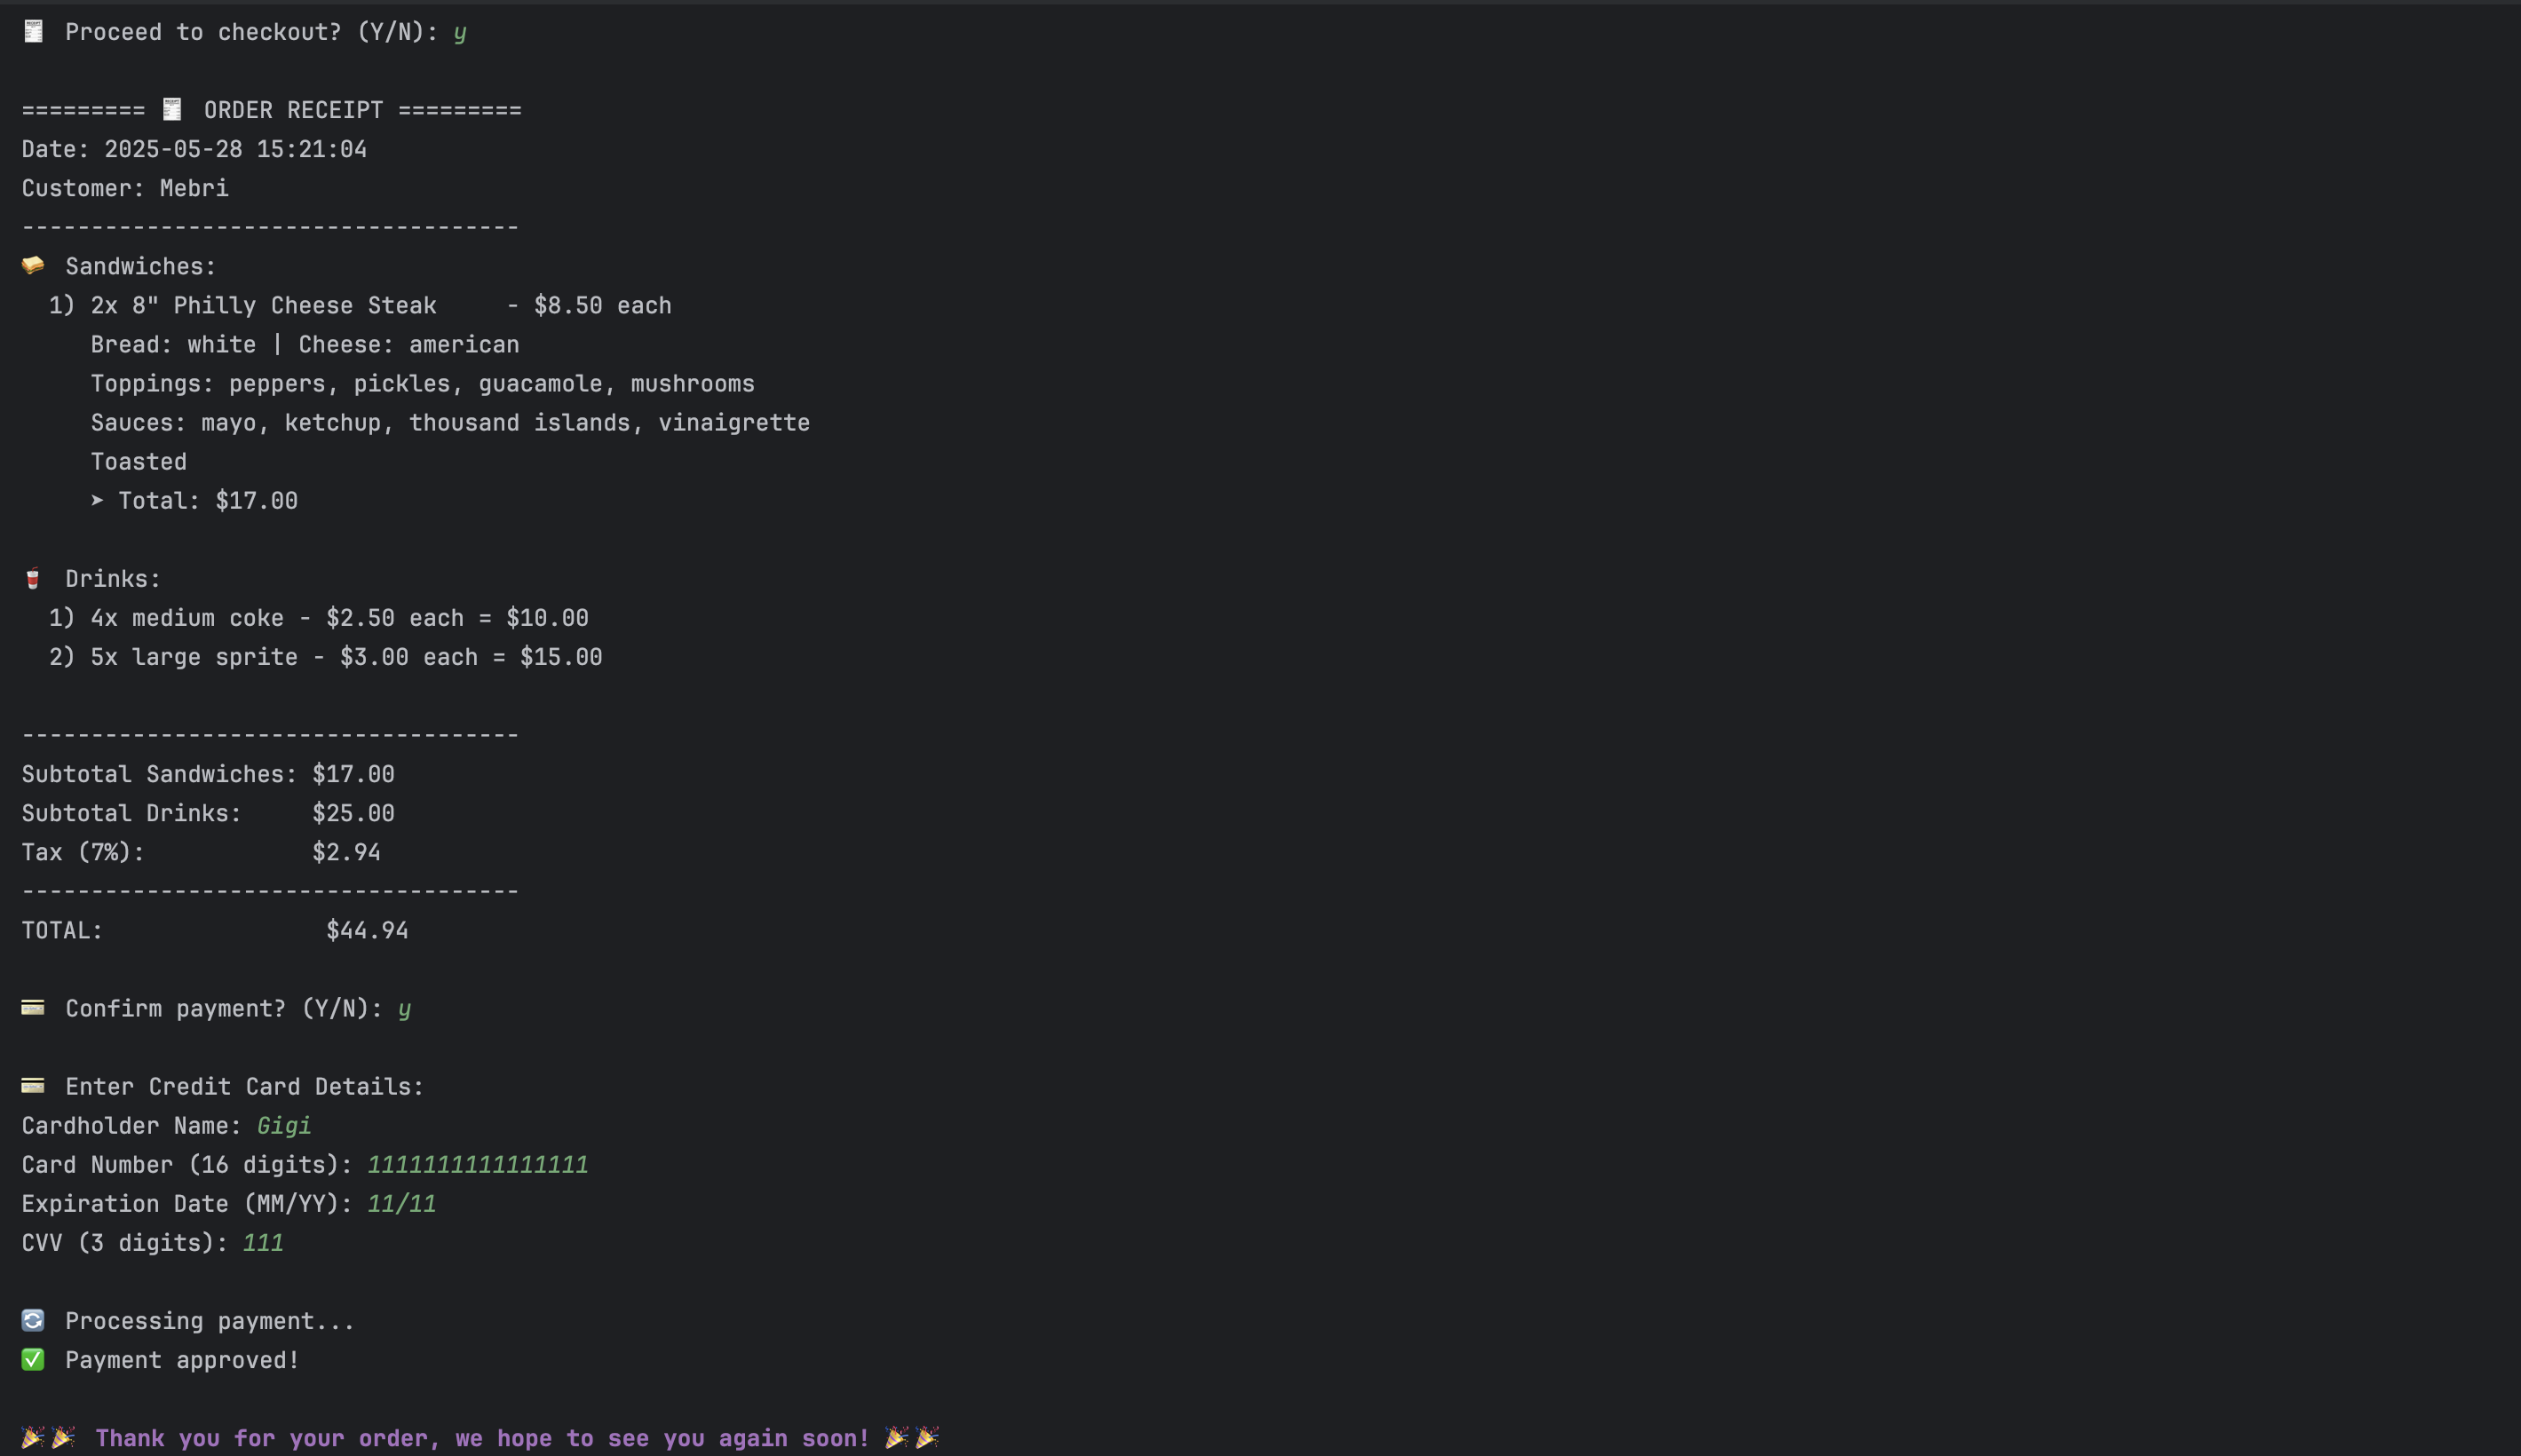 Proceed to checkout? (Y/N): y
========= ORDER RECEIPT =========
Date: 2025-05-28 15:21:04
Customer: Mebri
------------------------------------
Sandwiches:
1) 2x 8" Philly Cheese Steak     - $8.50 each
Bread: white | Cheese: american
Toppings: peppers, pickles, guacamole, mushrooms
Sauces: mayo, ketchup, thousand islands, vinaigrette
Toasted
➤ Total: $17.00
Drinks:
1) 4x medium coke - $2.50 each = $10.00
2) 5x large sprite - $3.00 each = $15.00
------------------------------------
Subtotal Sandwiches: $17.00
Subtotal Drinks:     $25.00
Tax (7%):            $2.94
------------------------------------
TOTAL:                $44.94
Confirm payment? (Y/N): y
Enter Credit Card Details:
Cardholder Name: Gigi
Card Number (16 digits): 1111111111111111
Expiration Date (MM/YY): 11/11
CVV (3 digits): 111
Processing payment...
Payment approved!
Thank you for your order, we hope to see you again soon!